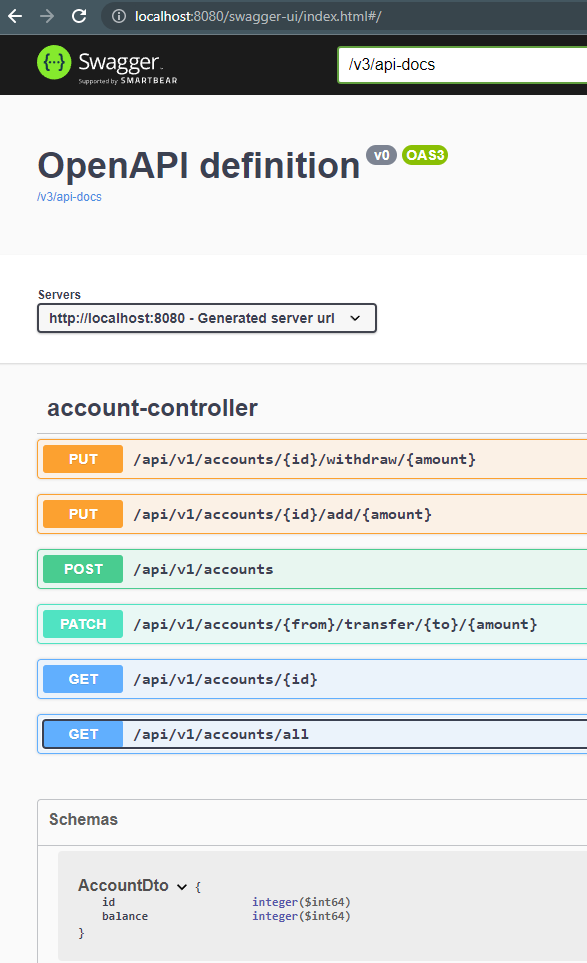 localhost:8080/swagger-ui/index.html#/
{··} Swagger
Supported by SMARTBEAR
/v3/api-docs
OpenAPI definition v0 OAS3
/v3/api-docs
Servers
http://localhost:8080 - Generated server url
account-controller
PUT /api/v1/accounts/{id}/withdraw/{amount}
PUT /api/v1/accounts/{id}/add/{amount}
POST /api/v1/accounts
PATCH /api/v1/accounts/{from}/transfer/{to}/{amount}
GET /api/v1/accounts/{id}
GET /api/v1/accounts/all
Schemas
AccountDto {
id integer($int64)
balance integer($int64)
}